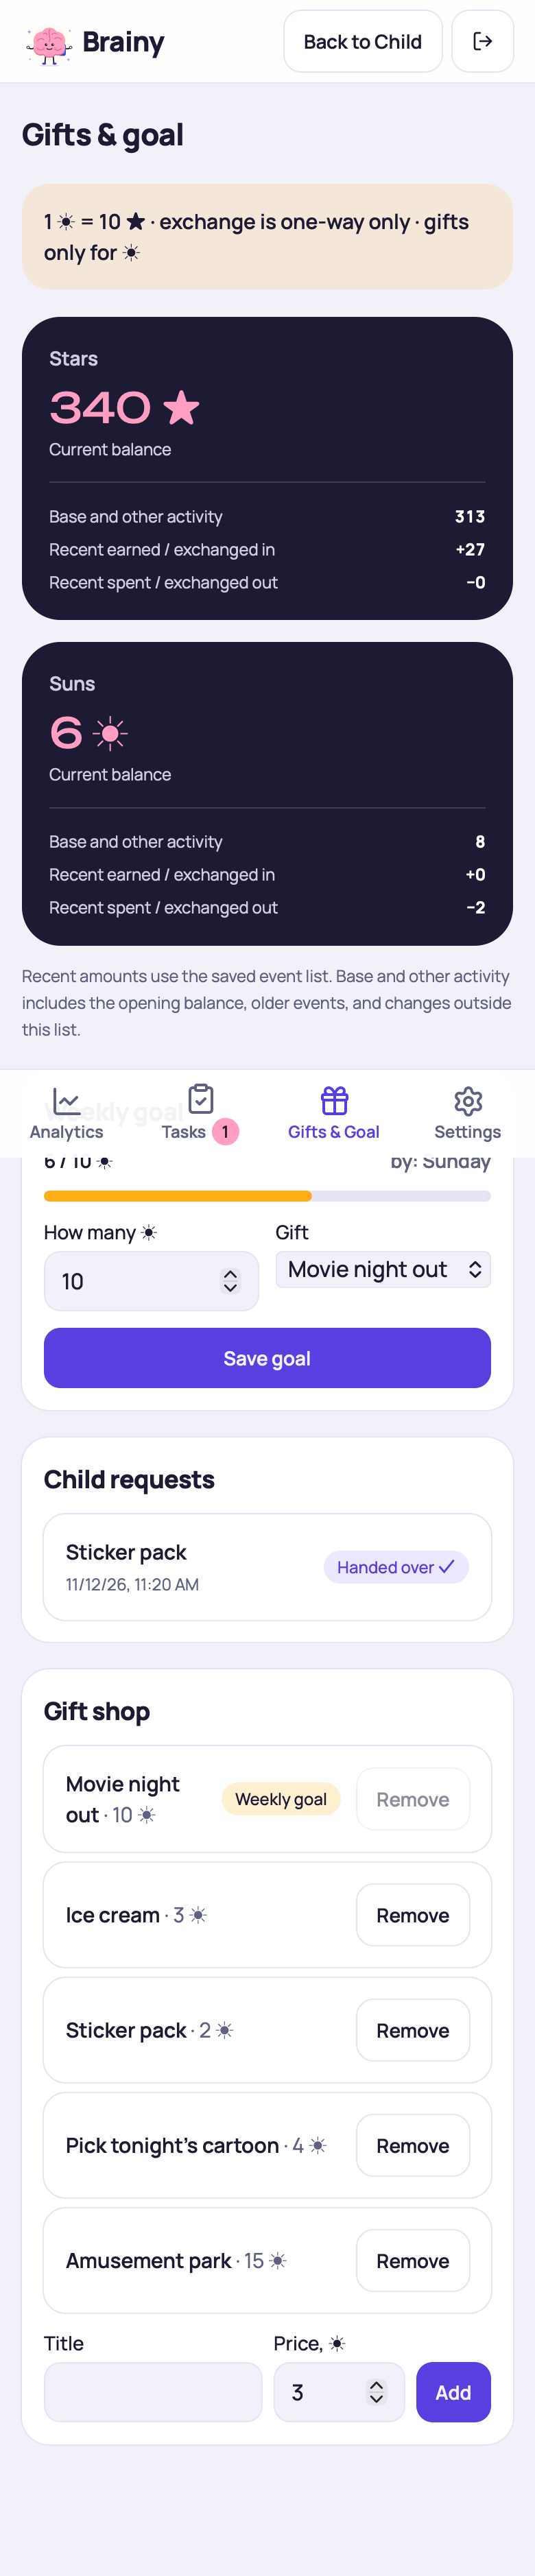 Brainy
Back to Child
Gifts & goal
1 ☀ = 10 ★ · exchange is one-way only · gifts
only for ☀
Stars
340 ★
Current balance
Base and other activity 313
Recent earned / exchanged in +27
Recent spent / exchanged out −0
Suns
6 ☀
Current balance
Base and other activity 8
Recent earned / exchanged in +0
Recent spent / exchanged out −2
Recent amounts use the saved event list. Base and other activity
includes the opening balance, older events, and changes outside
this list.
Weekly goal
Analytics Tasks 1 Gifts & Goal Settings
6 / 10 ☀ by: Sunday
How many ☀ Gift
10 Movie night out
Save goal
Child requests
Sticker pack
11/12/26, 11:20 AM
Handed over ✓
Gift shop
Movie night
out · 10 ☀
Weekly goal Remove
Ice cream · 3 ☀ Remove
Sticker pack · 2 ☀ Remove
Pick tonight's cartoon · 4 ☀ Remove
Amusement park · 15 ☀ Remove
Title Price, ☀
3 Add